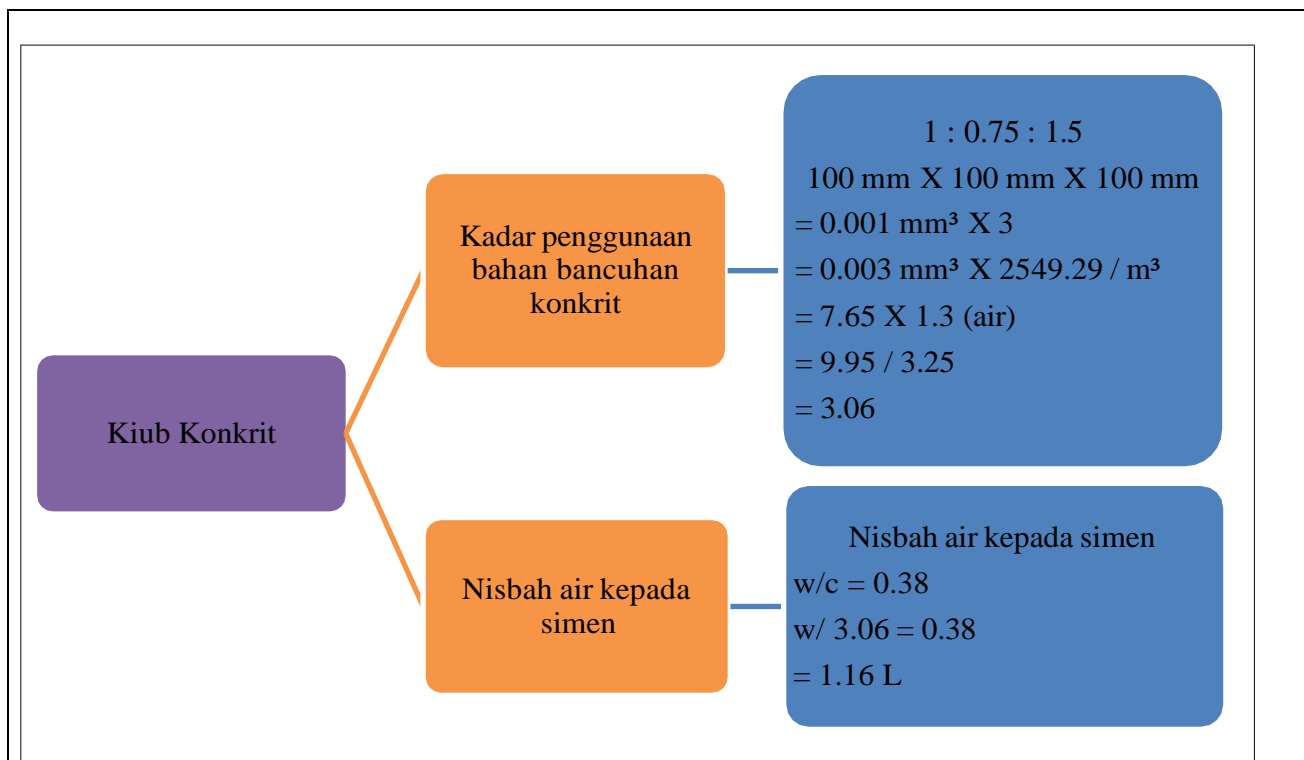 Kiub Konkrit
Kadar penggunaan
bahan bancuhan
konkrit
1 : 0.75 : 1.5
100 mm X 100 mm X 100 mm
= 0.001 mm³ X 3
= 0.003 mm³ X 2549.29 / m³
= 7.65 X 1.3 (air)
= 9.95 / 3.25
= 3.06
Nisbah air kepada
simen
Nisbah air kepada simen
w/c = 0.38
w/ 3.06 = 0.38
= 1.16 L